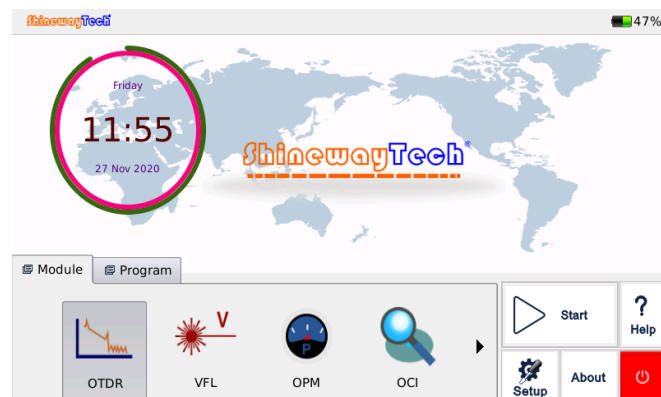 ShinewayTech
47%
Friday
11:55
27 Nov 2020
ShinewayTech®
Module
Program
V
P
OTDR
VFL
OPM
OCI
Start
?
Help
Setup
About